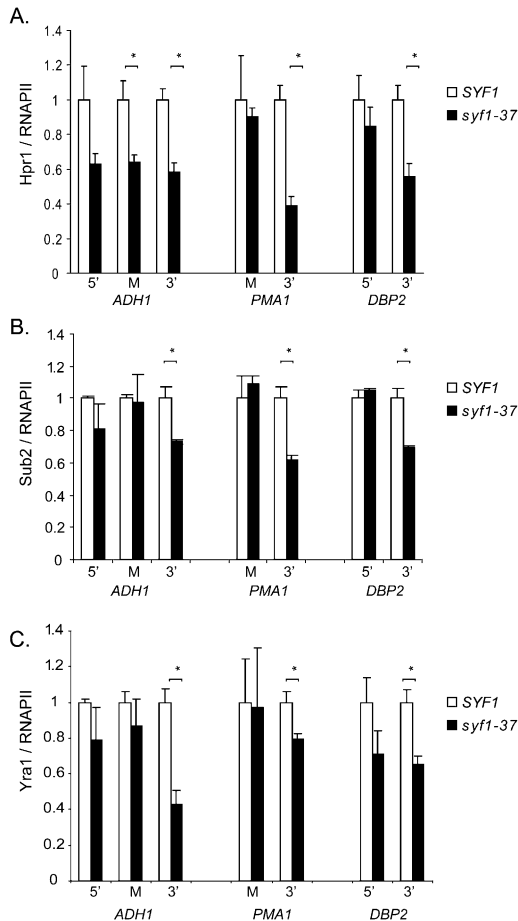 A.
Hpr1 / RNAPII
1.4
1.2
1
0.8
0.6
0.4
0.2
0
* * * *
5' M 3' M 3' 5' 3'
ADH1 PMA1 DBP2
SYF1
syf1-37
B.
Sub2 / RNAPII
1.4
1.2
1
0.8
0.6
0.4
0.2
0
* * *
5' M 3' M 3' 5' 3'
ADH1 PMA1 DBP2
SYF1
syf1-37
C.
Yra1 / RNAPII
1.4
1.2
1
0.8
0.6
0.4
0.2
0
* * *
5' M 3' M 3' 5' 3'
ADH1 PMA1 DBP2
SYF1
syf1-37